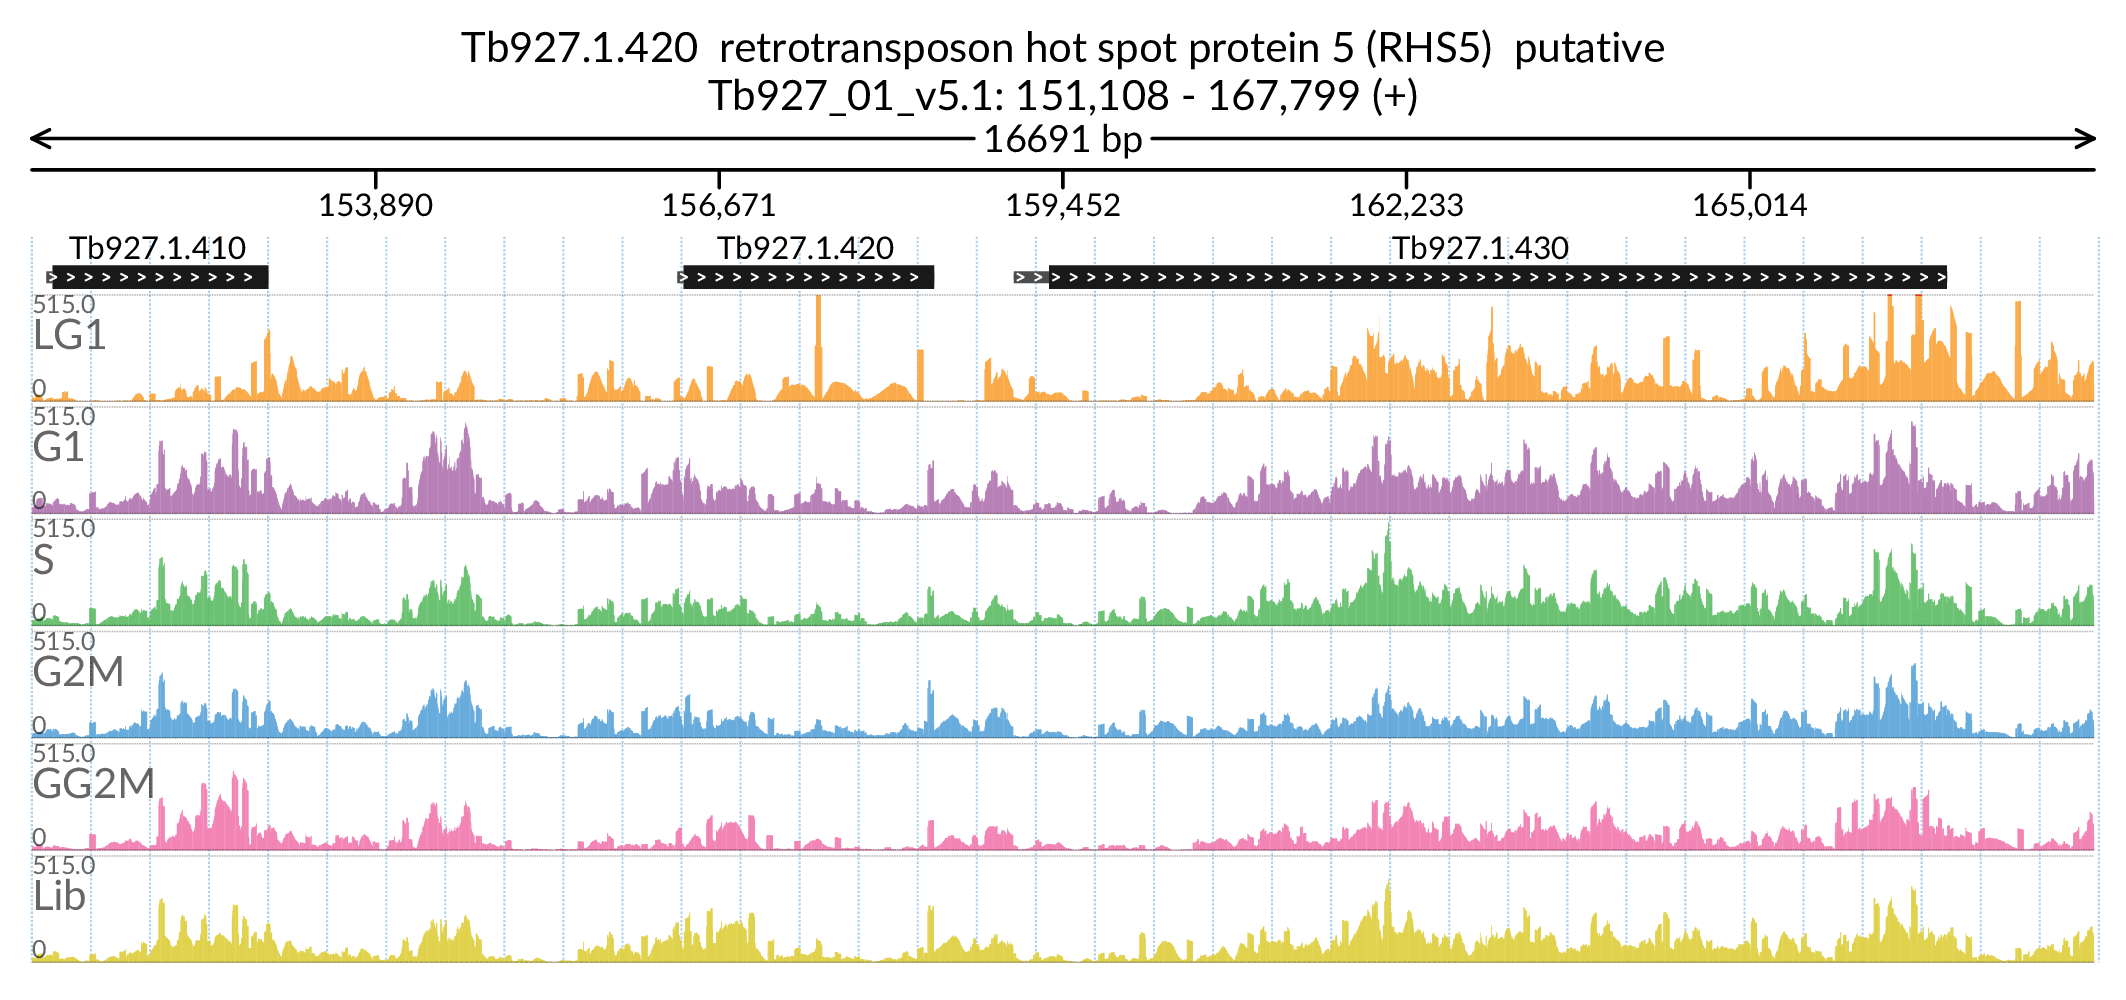 Tb927.1.420  retrotransposon hot spot protein 5 (RHS5)  putative
Tb927_01_v5.1: 151,108 - 167,799 (+)
16691 bp
153,890 156,671 159,452 162,233 165,014
Tb927.1.410 Tb927.1.420 Tb927.1.430
515.0
LG1
0
515.0
G1
0
515.0
S
0
515.0
G2M
0
515.0
GG2M
0
515.0
Lib
0